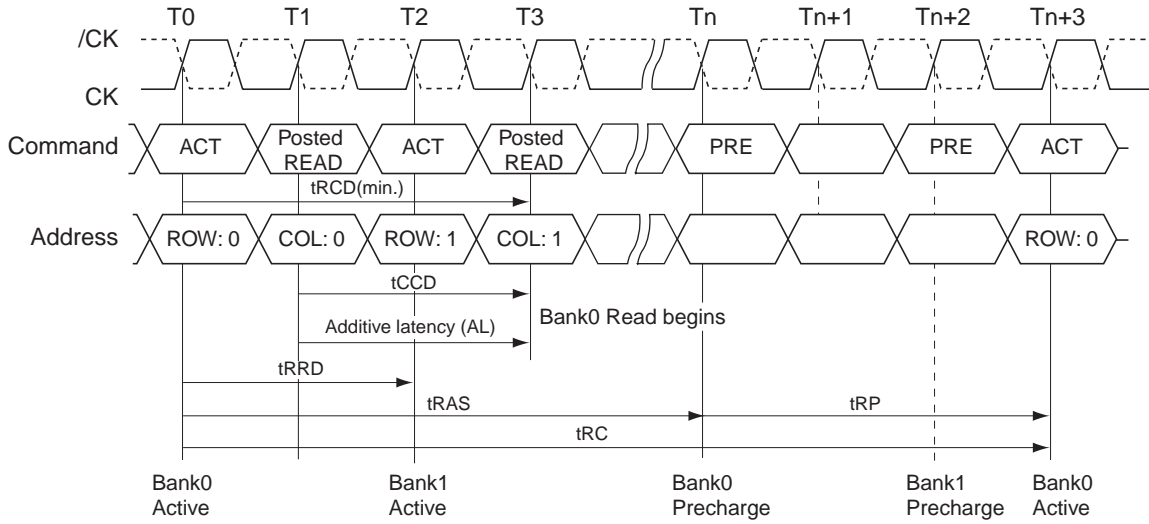 T0 T1 T2 T3 Tn Tn+1 Tn+2 Tn+3
/CK
CK
Command ACT Posted READ ACT Posted READ PRE PRE ACT
tRCD(min.)
Address ROW: 0 COL: 0 ROW: 1 COL: 1 ROW: 0
tCCD
Bank0 Read begins
Additive latency (AL)
tRRD
tRAS tRP
tRC
Bank0 Active
Bank1 Active
Bank0 Precharge
Bank1 Precharge
Bank0 Active